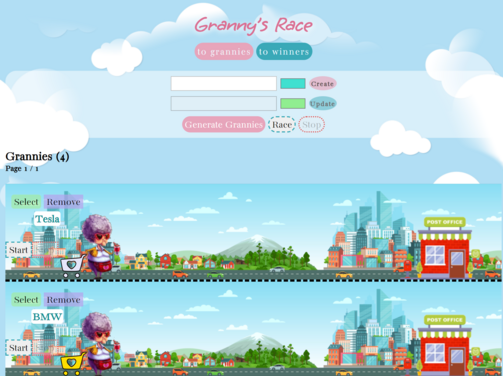 Granny's Race
to grannies to winners
Create
Update
Generate Grannies Race Stop
Grannies (4)
Page 1 / 1
Select Remove
Tesla
POST OFFICE
Start
Select Remove
BMW
POST OFFICE
Start